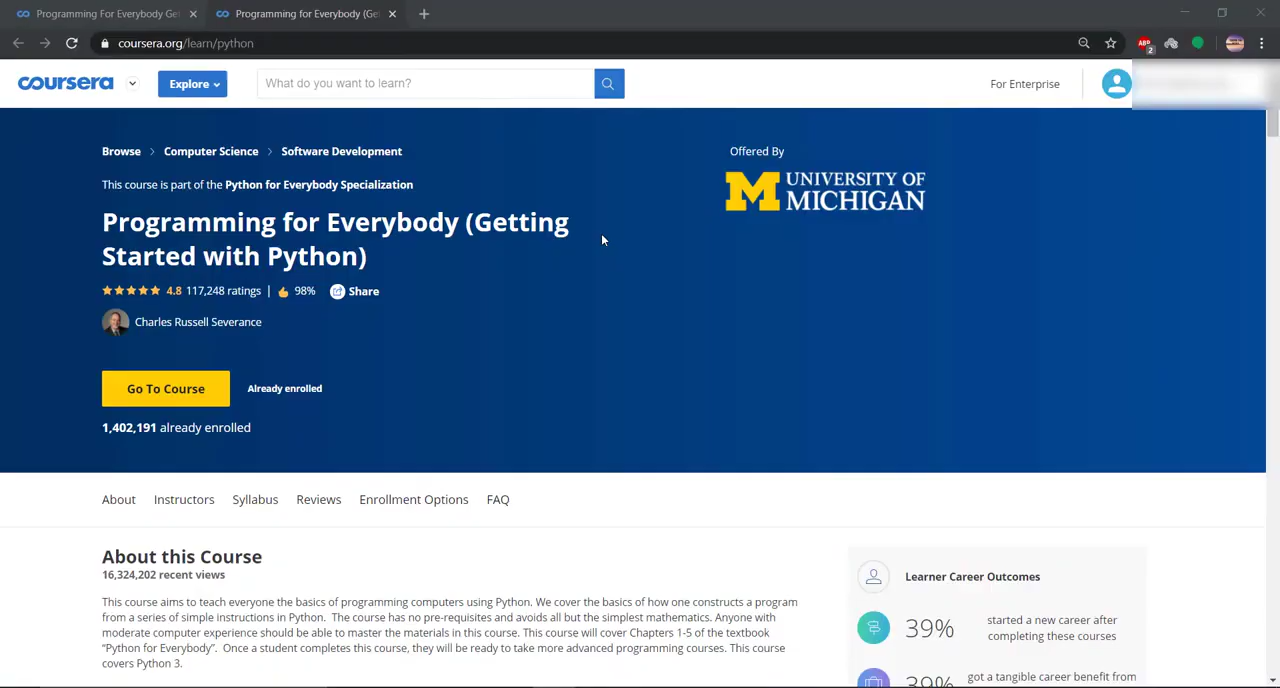 Programming For Everybody Get
Programming for Everybody (Ge
coursera.org/learn/python
ABP
2
coursera
Explore
What do you want to learn?
For Enterprise
Browse > Computer Science > Software Development
Offered By
This course is part of the Python for Everybody Specialization
M UNIVERSITY OF
MICHIGAN
Programming for Everybody (Getting
Started with Python)
4.8 117,248 ratings | 98% Share
Charles Russell Severance
Go To Course
Already enrolled
1,402,191 already enrolled
About Instructors Syllabus Reviews Enrollment Options FAQ
About this Course
16,324,202 recent views
This course aims to teach everyone the basics of programming computers using Python. We cover the basics of how one constructs a program
from a series of simple instructions in Python. The course has no pre-requisites and avoids all but the simplest mathematics. Anyone with
moderate computer experience should be able to master the materials in this course. This course will cover Chapters 1-5 of the textbook
“Python for Everybody”. Once a student completes this course, they will be ready to take more advanced programming courses. This course
covers Python 3.
Learner Career Outcomes
39%
started a new career after
completing these courses
39%
got a tangible career benefit from